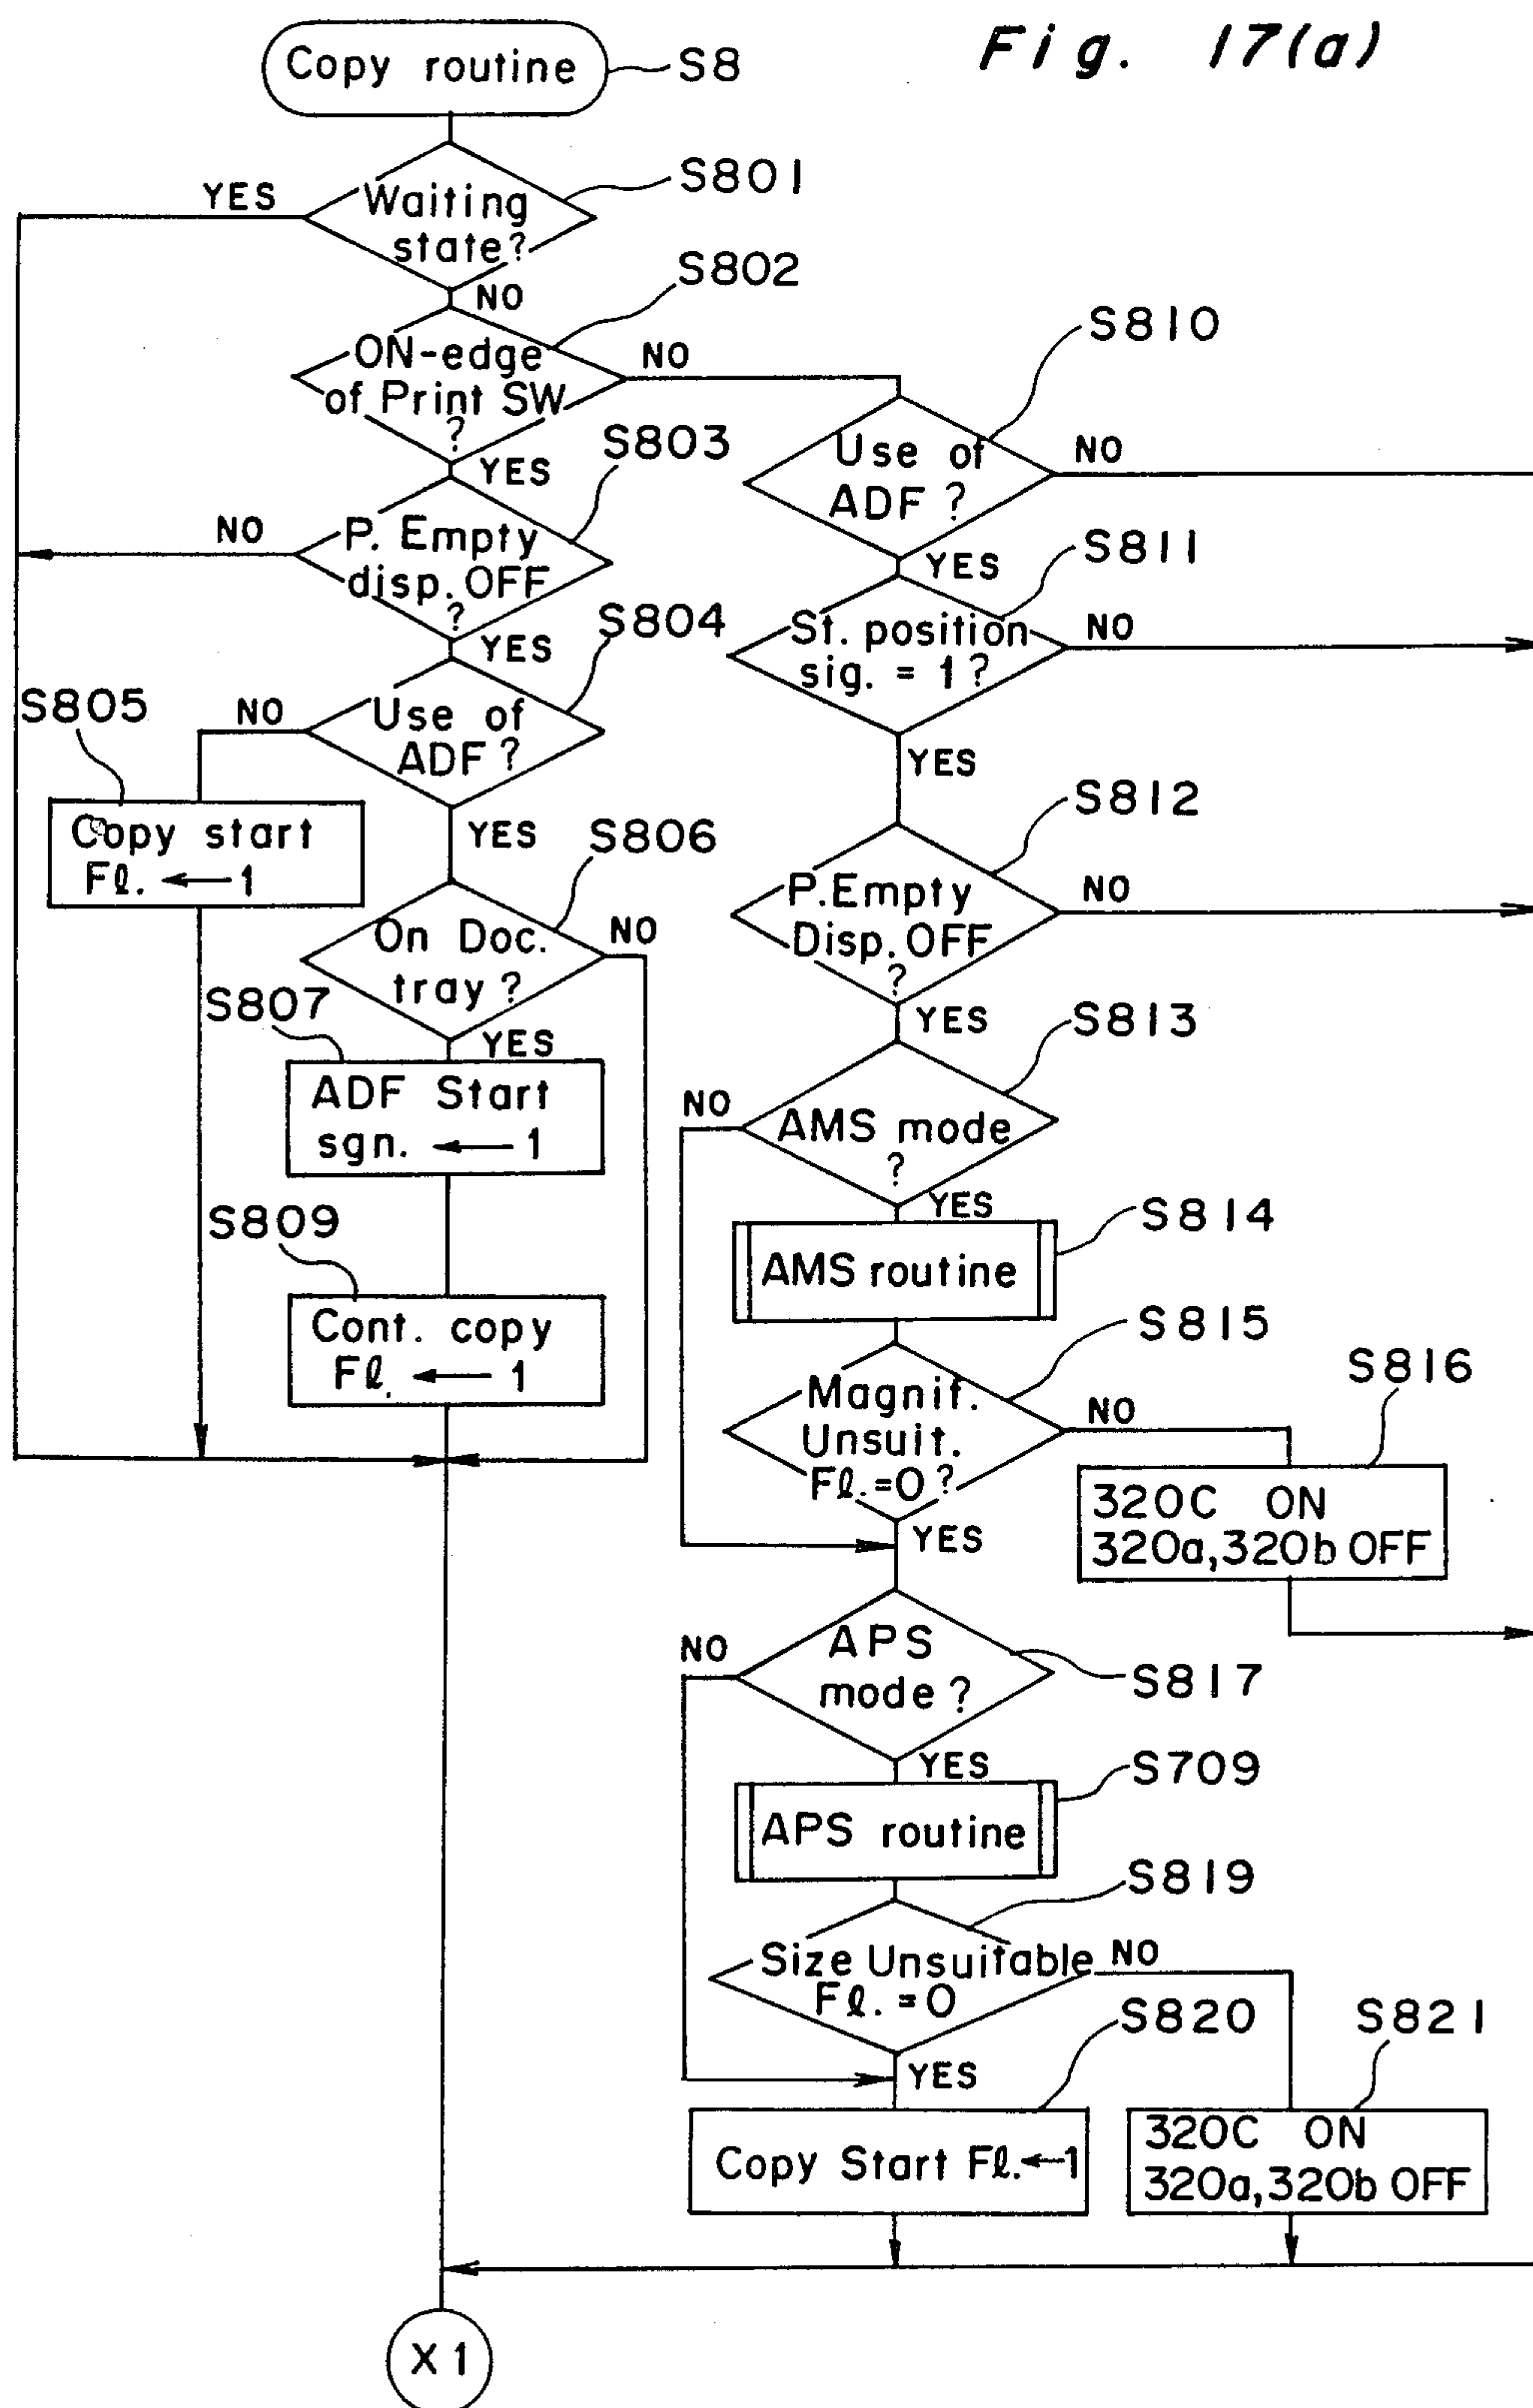 Fig. 17(a)
Copy routine
S8
Waiting
state?
S801
YES
NO
ON-edge
of Print SW
?
S802
NO
YES
P. Empty
disp. OFF
?
S803
NO
YES
Use of
ADF?
S804
NO
YES
S805
Copy start
Fl. ← 1
On Doc.
tray?
S806
NO
YES
S807
ADF Start
sgn. ← 1
S809
Cont. copy
Fl. ← 1
Use of
ADF?
S810
NO
YES
St. position
sig. = 1?
S811
NO
YES
P. Empty
Disp. OFF
?
S812
NO
YES
AMS mode
?
S813
NO
YES
AMS routine
S814
Magnif.
Unsuit.
Fl.=0?
S815
NO
YES
S816
320C ON
320a,320b OFF
APS
mode?
S817
NO
YES
APS routine
S709
Size Unsuitable
Fl. =0
S819
NO
YES
S820
Copy Start Fl.←1
S821
320C ON
320a,320b OFF
X1